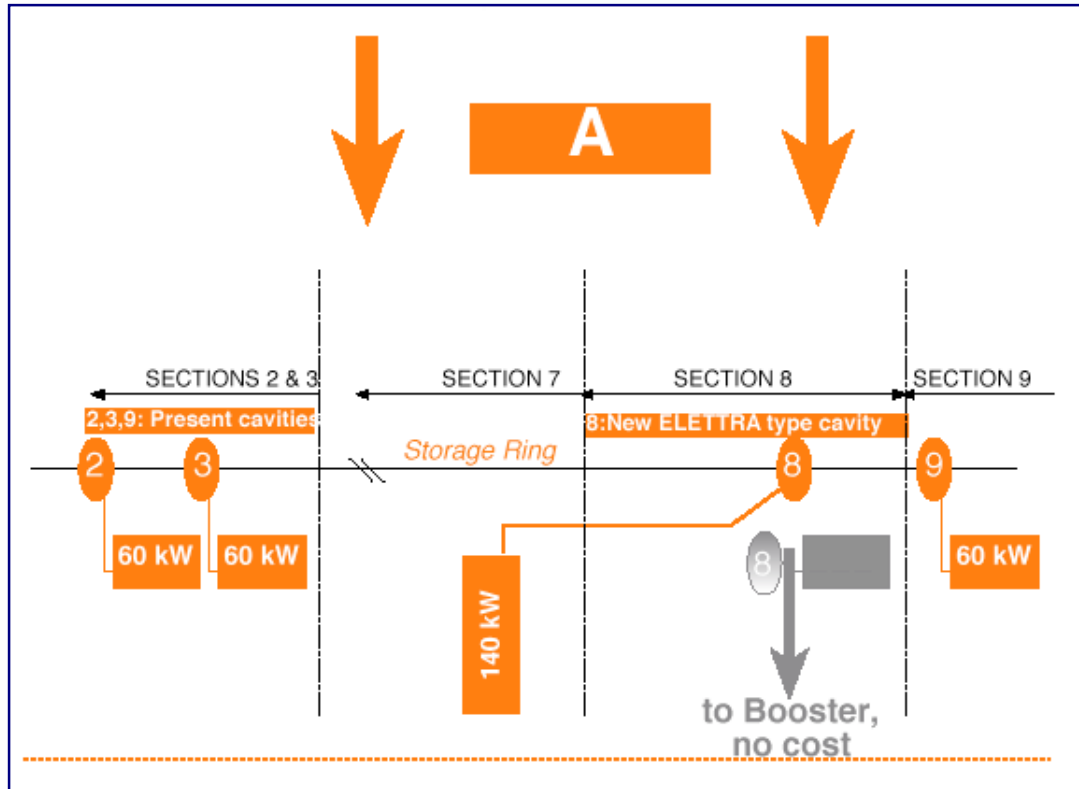 A
SECTIONS 2 & 3
SECTION 7
SECTION 8
SECTION 9
2,3,9: Present cavities
8:New ELETTRA type cavity
Storage Ring
2
3
8
9
60 kW
60 kW
8
60 kW
140 kW
to Booster,
no cost